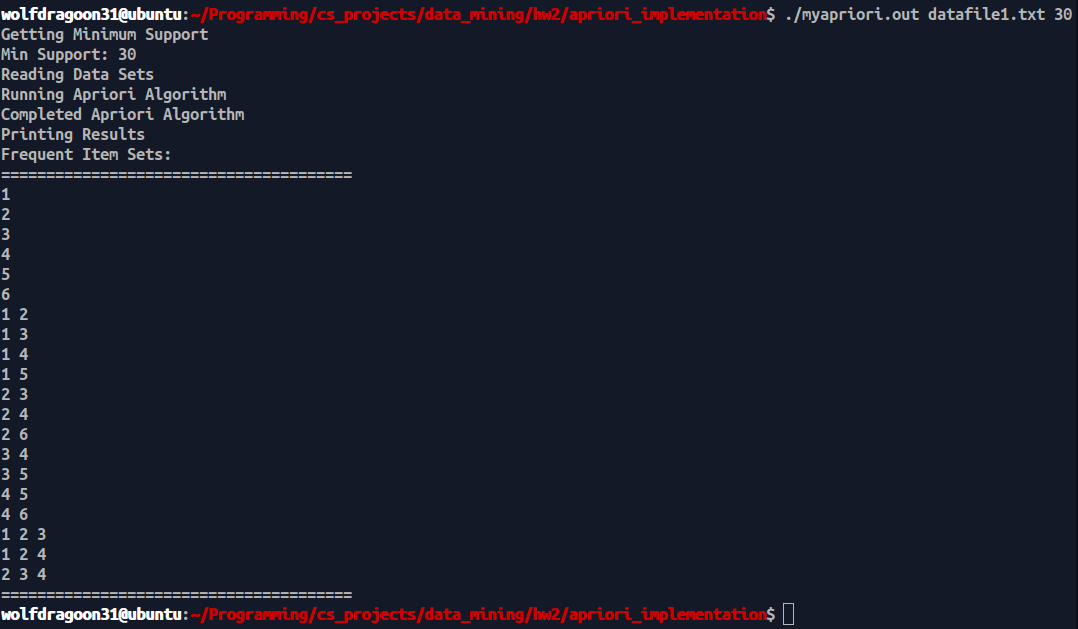 wolfdragoon31@ubuntu:~/Programming/cs_projects/data_mining/hw2/apriori_implementation$ ./myapriori.out datafile1.txt 30
Getting Minimum Support
Min Support: 30
Reading Data Sets
Running Apriori Algorithm
Completed Apriori Algorithm
Printing Results
Frequent Item Sets:
=======================================
1
2
3
4
5
6
1 2
1 3
1 4
1 5
2 3
2 4
2 6
3 4
3 5
4 5
4 6
1 2 3
1 2 4
2 3 4
=======================================
wolfdragoon31@ubuntu:~/Programming/cs_projects/data_mining/hw2/apriori_implementation$